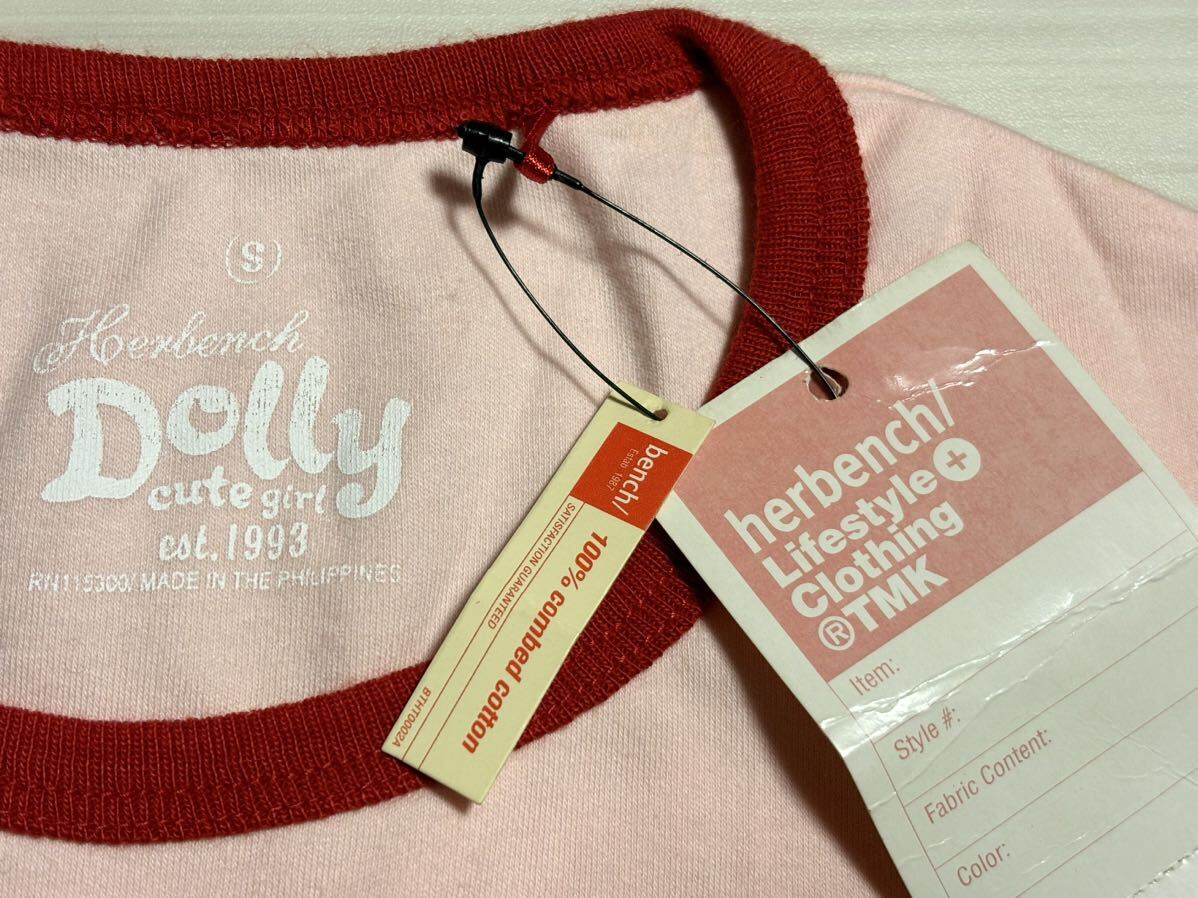 S
Herbench
Dolly
cute girl
est. 1993
RN115300/ MADE IN THE PHILIPPINES
bench/
Estab 1987
SATISFACTION GUARANTEED
100% combed cotton
BTHT0002A
herbench/
Lifestyle+
Clothing
®TMK
Item:
Style #:
Fabric Content:
Color: